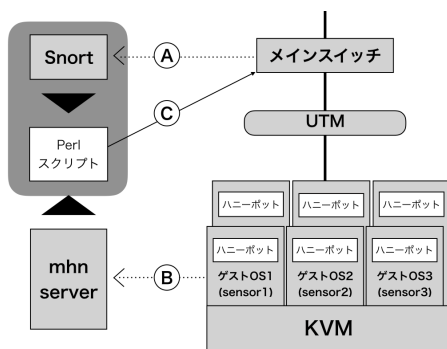 Snort
A
メインスイッチ
C
Perl
スクリプト
UTM
ハニーポット
ハニーポット
ハニーポット
ハニーポット
ハニーポット
ハニーポット
mhn
server
B
ゲストOS1
(sensor1)
ゲストOS2
(sensor2)
ゲストOS3
(sensor3)
KVM